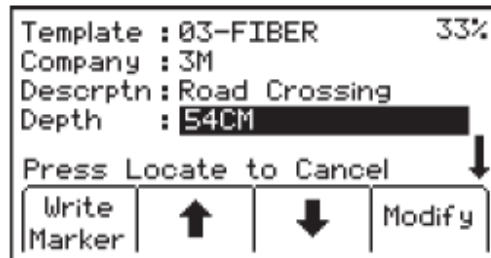 Template :03-FIBER 33%
Company :3M
Descrptn:Road Crossing
Depth :54CM
Press Locate to Cancel
Write Marker Modify